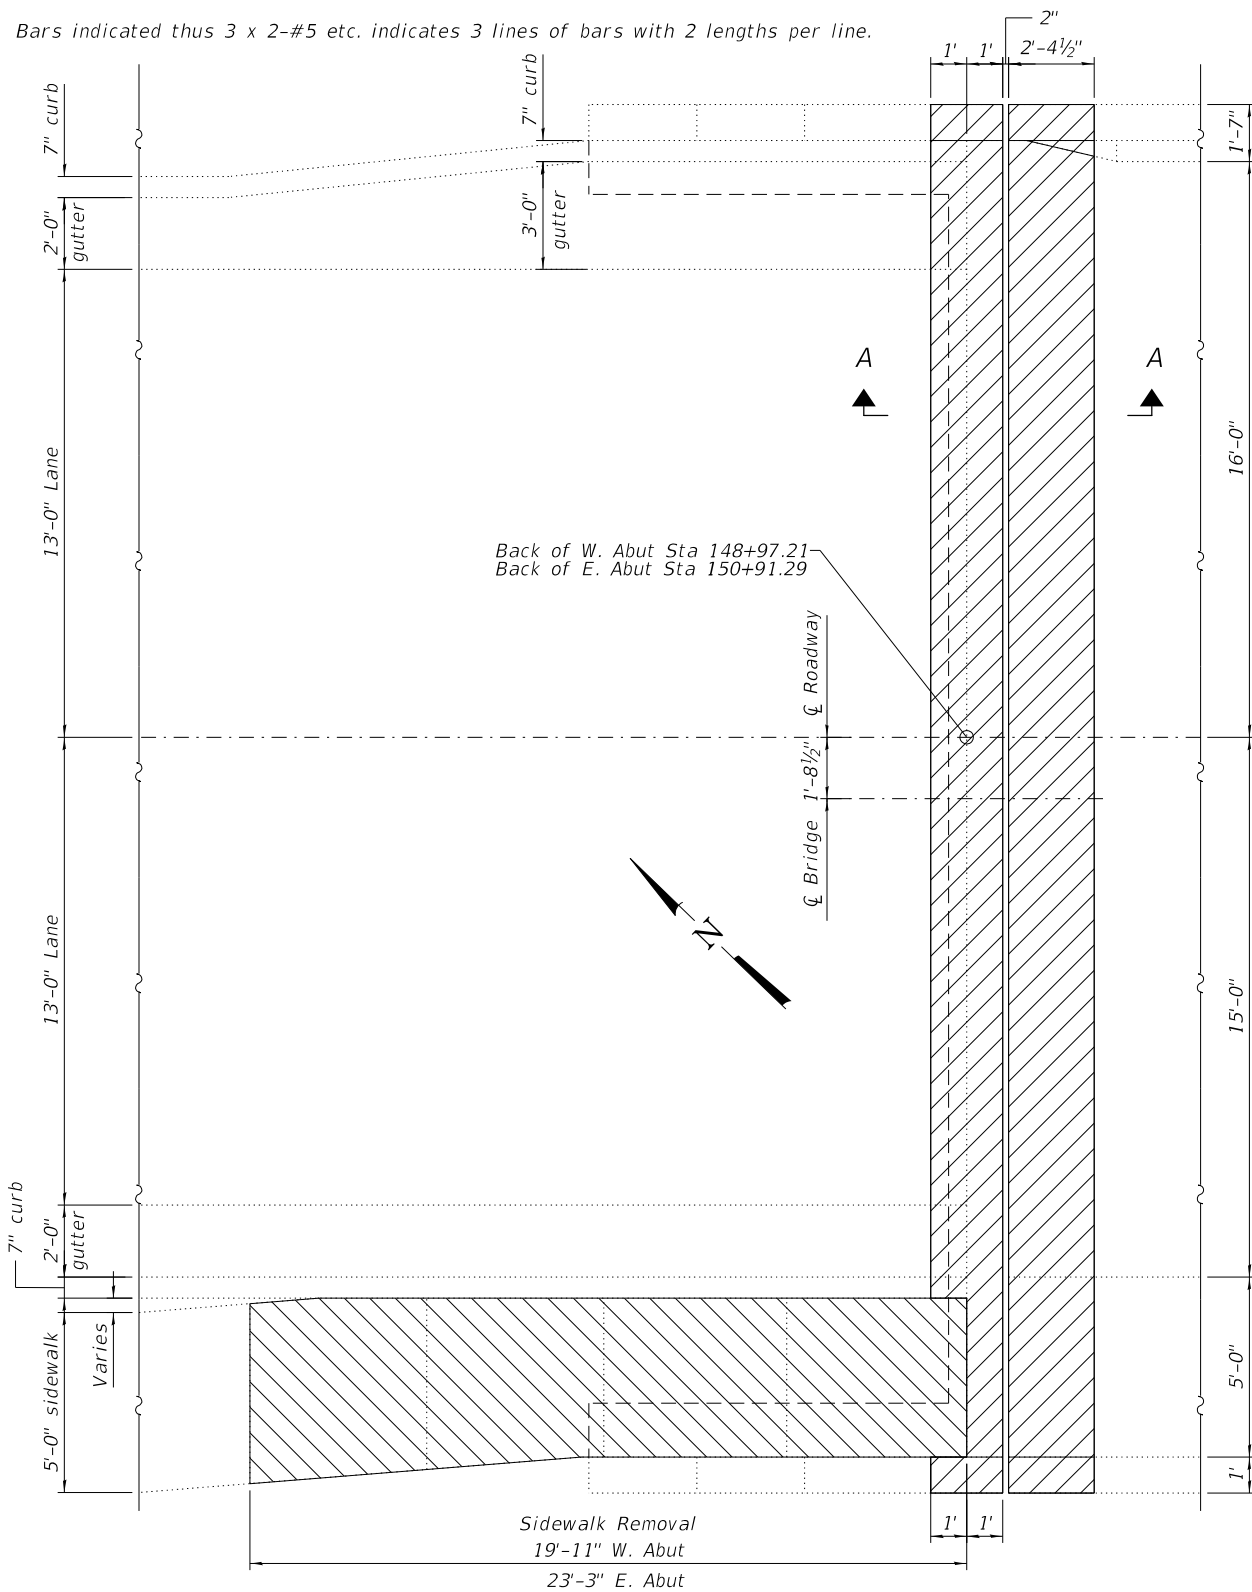 Bars indicated thus 3 x 2-#5 etc. indicates 3 lines of bars with 2 lengths per line.
2"
1'
1'
2'-4½"
7" curb
7" curb
1'-7"
2'-0"
gutter
3'-0"
gutter
A
A
13'-0" Lane
16'-0"
Back of W. Abut Sta 148+97.21
Back of E. Abut Sta 150+91.29
℄ Roadway
1'-8½"
℄ Bridge
N
13'-0" Lane
15'-0"
7" curb
2'-0"
gutter
Varies
5'-0" sidewalk
5'-0"
1'
Sidewalk Removal
19'-11" W. Abut
23'-3" E. Abut
1'
1'